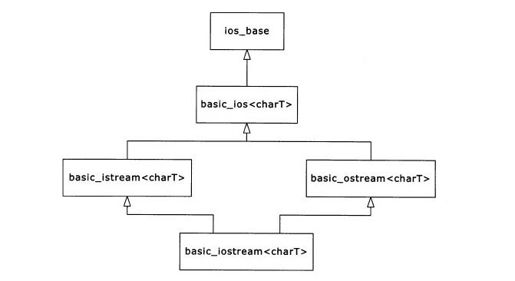 ios_base
basic_ios<charT>
basic_istream<charT>
basic_ostream<charT>
basic_iostream<charT>